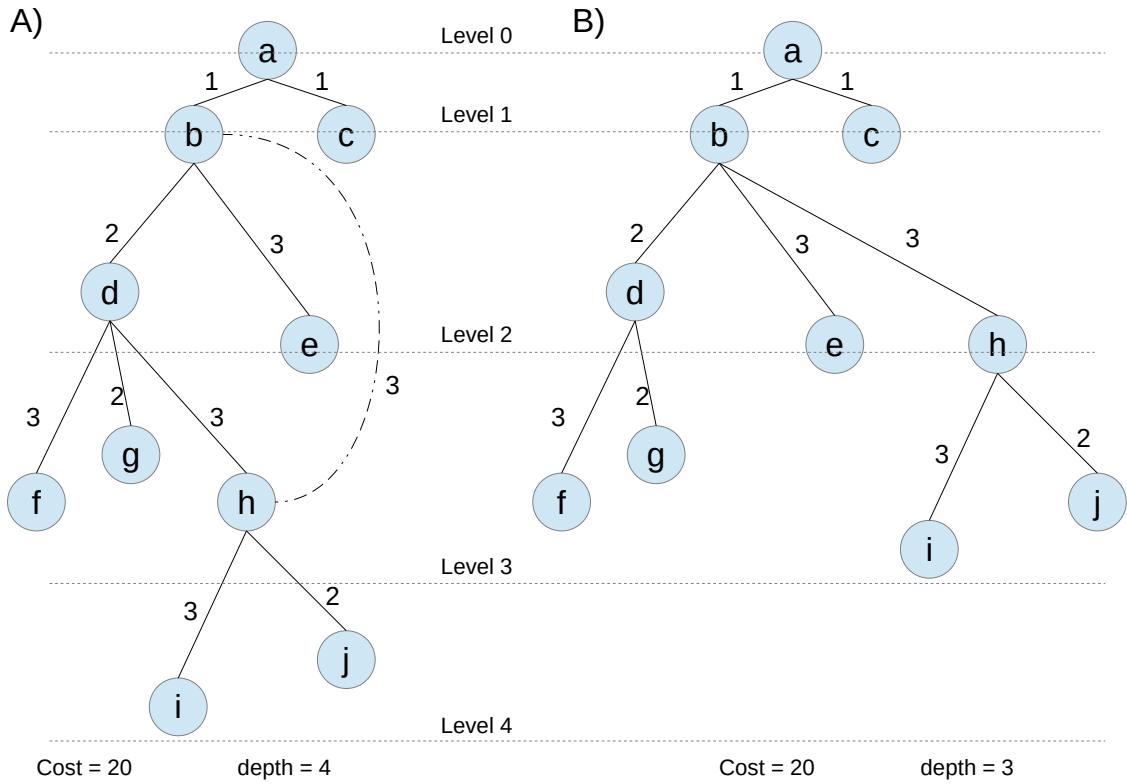 A) Level 0 B)
a a
1 1 1 1
Level 1
b c b c
2 3 2 3 3
d d
e Level 2 e h
3 2 3 3 3 2 3 2
g g
f h f j
i
Level 3
3 2
j
i
Level 4
Cost = 20 depth = 4 Cost = 20 depth = 3